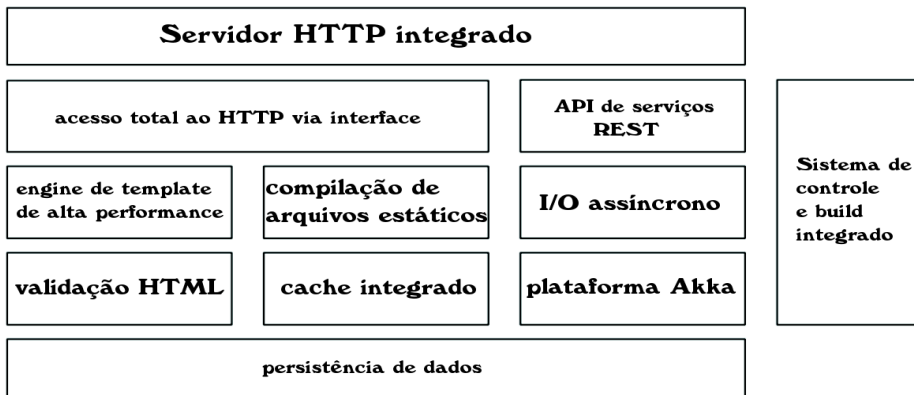 Servidor HTTP integrado
acesso total ao HTTP via interface
API de serviços
REST
engine de template
de alta performance
compilação de
arquivos estáticos
I/O assíncrono
Sistema de
controle
e build
integrado
validação HTML
cache integrado
plataforma Akka
persistência de dados